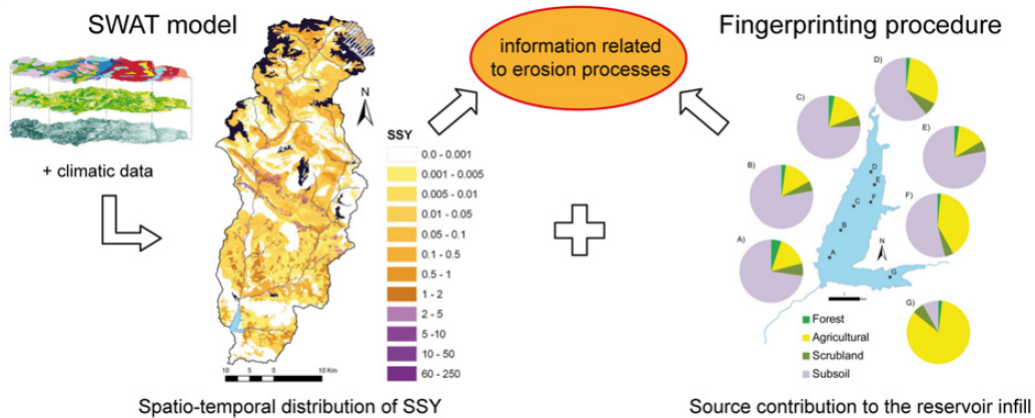 SWAT model
+ climatic data
N
SSY
0.0 - 0.001
0.001 - 0.005
0.005 - 0.01
0.01 - 0.05
0.05 - 0.1
0.1 - 0.5
0.5 - 1
1 - 2
2 - 5
5 -10
10 - 50
60 - 250
10 5 0 10 Km
Spatio-temporal distribution of SSY
information related
to erosion processes
Fingerprinting procedure
D)
C)
E)
B)
F)
A)
G)
D
E
F
C
B
A
G
N
Forest
Agricultural
Scrubland
Subsoil
Source contribution to the reservoir infill